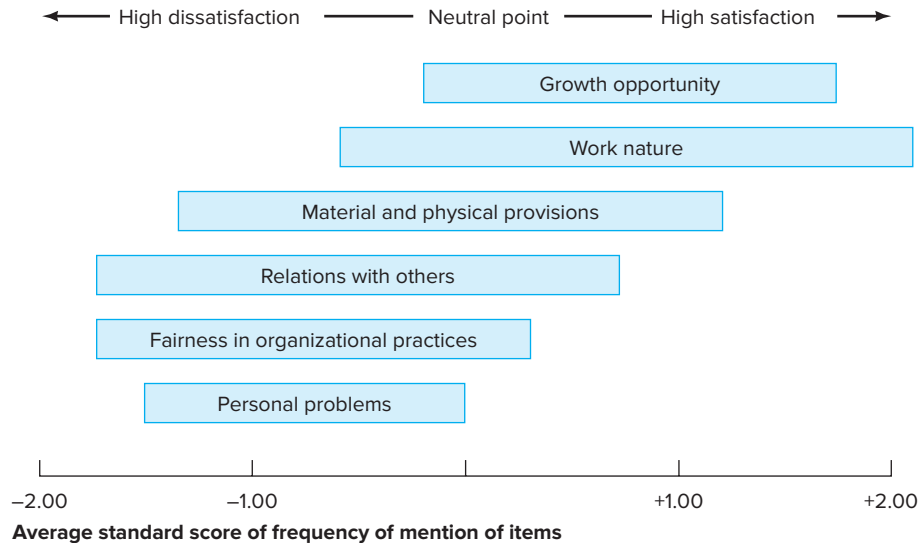 High dissatisfaction Neutral point High satisfaction
Growth opportunity
Work nature
Material and physical provisions
Relations with others
Fairness in organizational practices
Personal problems
–2.00 –1.00 +1.00 +2.00
Average standard score of frequency of mention of items